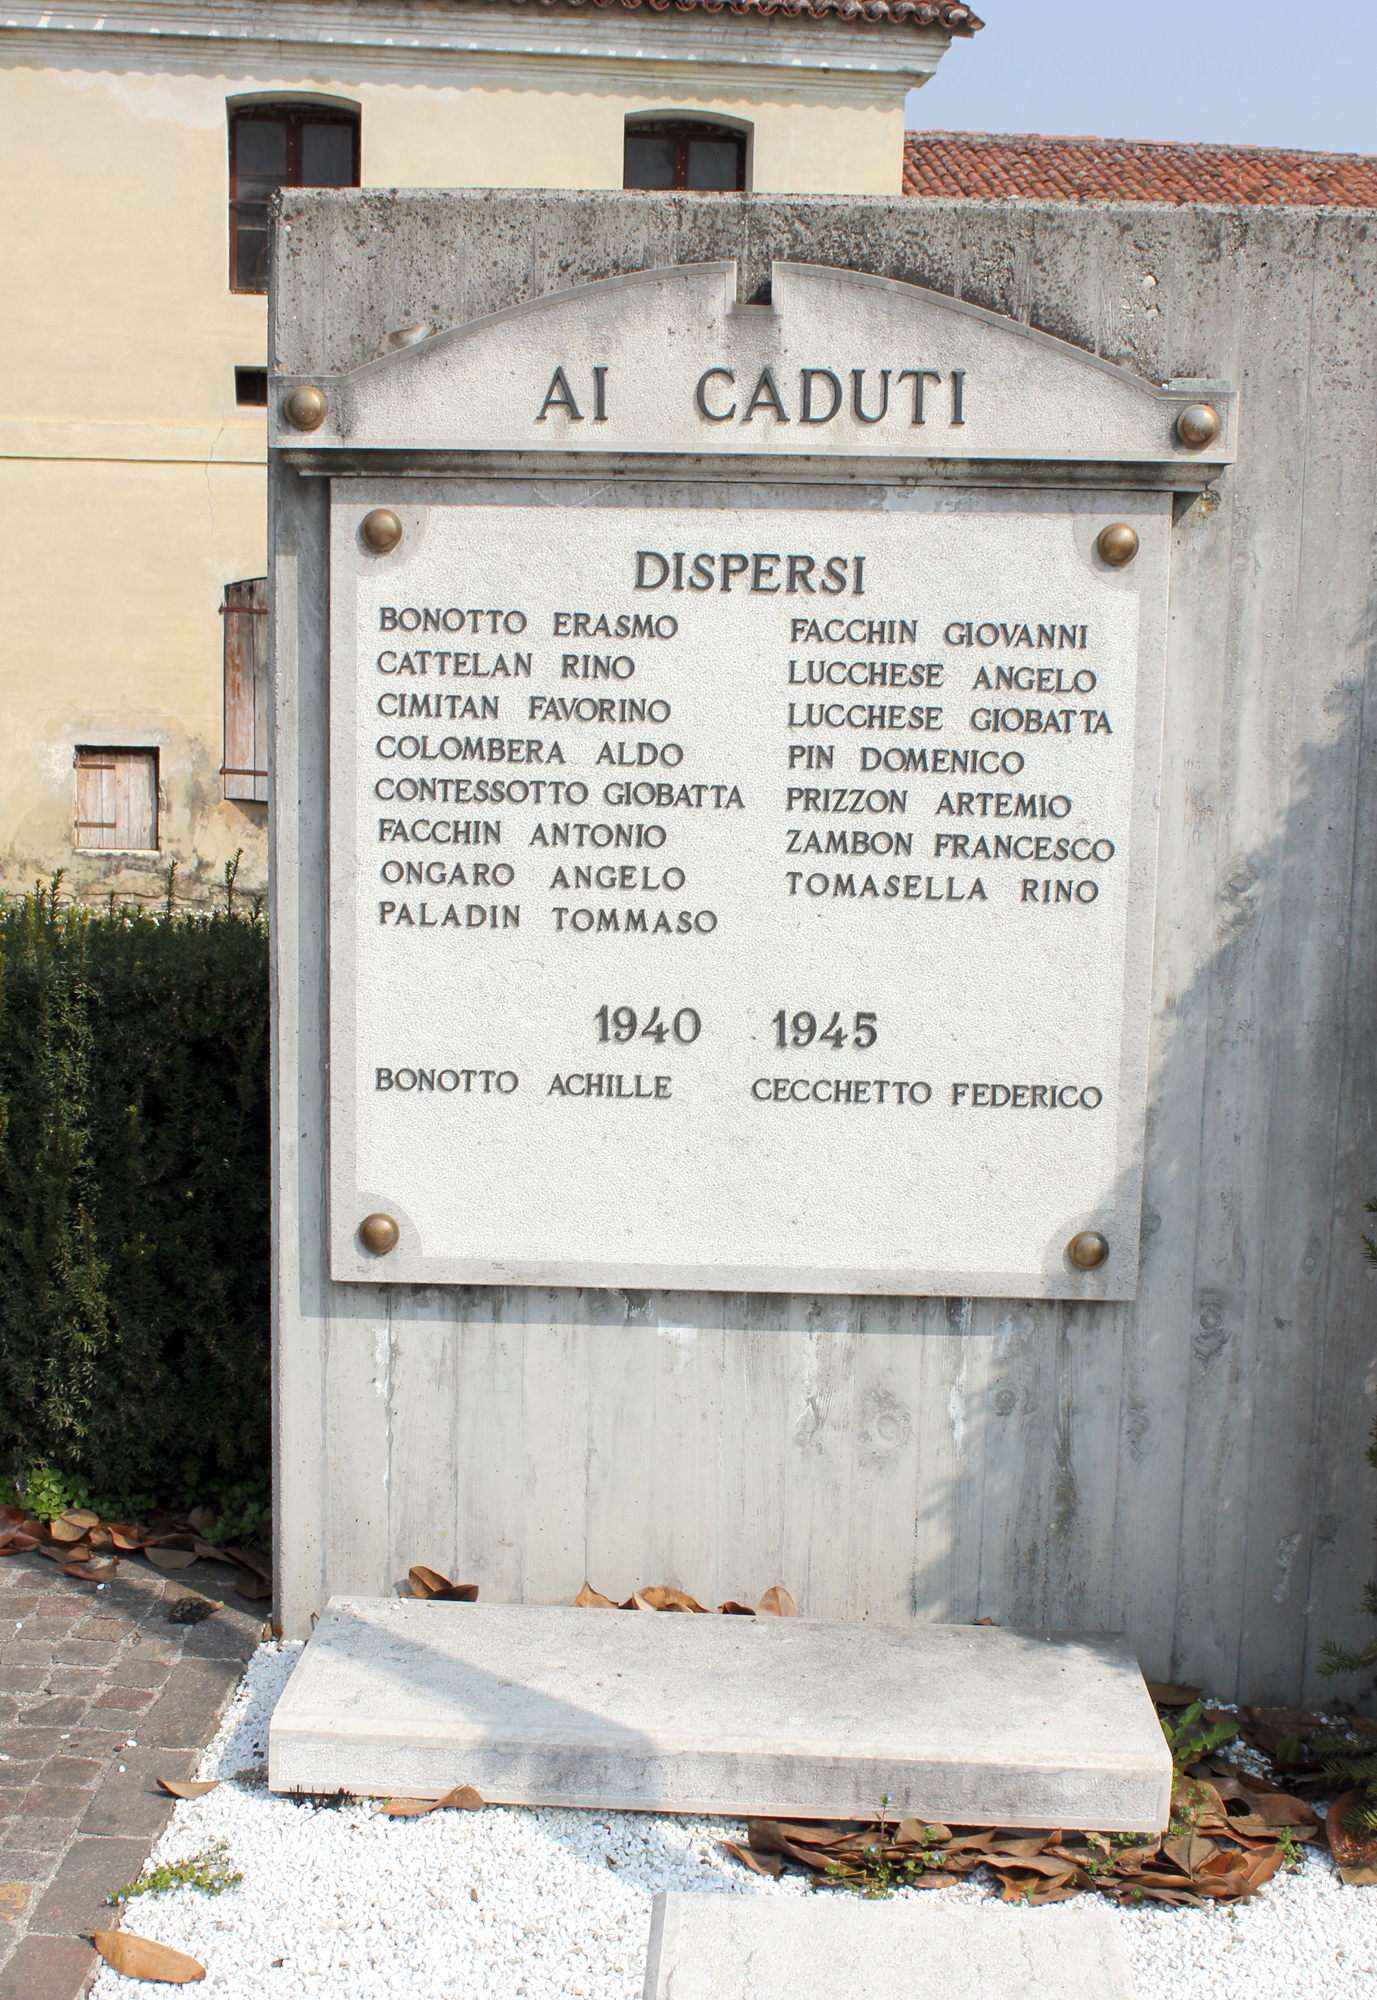 AI CADUTI
DISPERSI
BONOTTO ERASMO
CATTELAN RINO
CIMITAN FAVORINO
COLOMBERA ALDO
CONTESSOTTO GIOBATTA
FACCHIN ANTONIO
ONGARO ANGELO
PALADIN TOMMASO
FACCHIN GIOVANNI
LUCCHESE ANGELO
LUCCHESE GIOBATTA
PIN DOMENICO
PRIZZON ARTEMIO
ZAMBON FRANCESCO
TOMASELLA RINO
1940 1945
BONOTTO ACHILLE
CECCHETTO FEDERICO